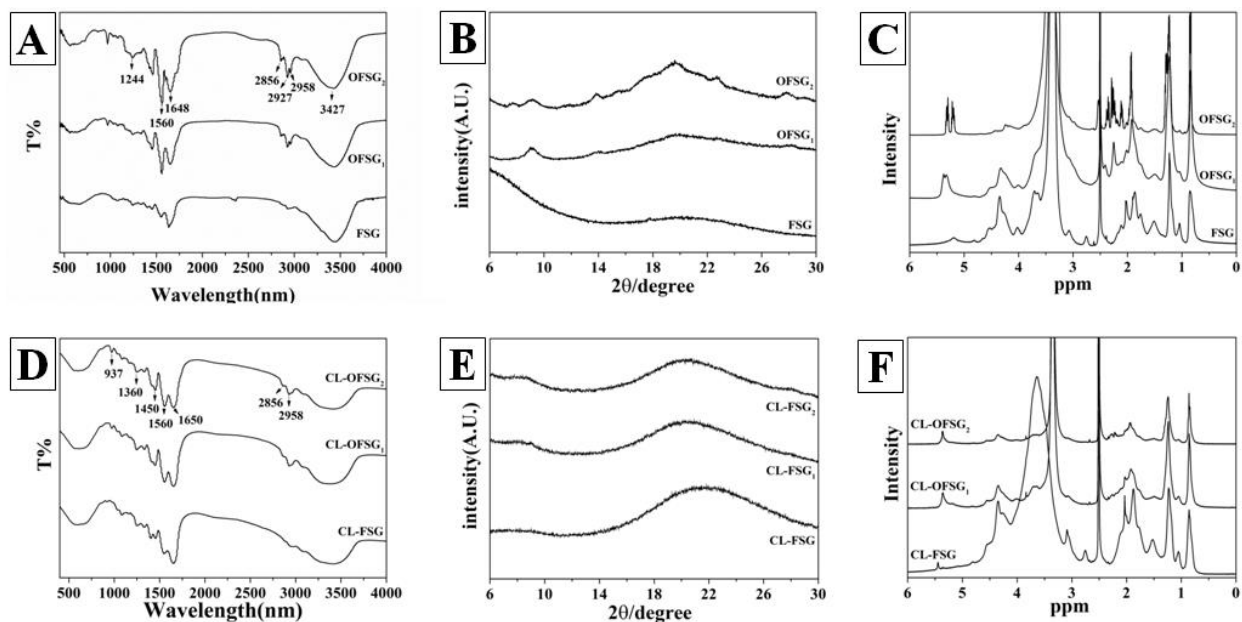 A
T%
OFSG₂
1244
2856
2958
2927
3427
1648
1560
OFSG₁
FSG
500 1000 1500 2000 2500 3000 3500 4000
Wavelength(nm)
B
intensity(A.U.)
OFSG₂
OFSG₁
FSG
6 10 14 18 22 26 30
2θ/degree
C
Intensity
OFSG₂
OFSG₁
FSG
6 5 4 3 2 1 0
ppm
D
T%
937
CL-OFSG₂
1360
2856
1450
2958
1650
1560
CL-OFSG₁
CL-FSG
500 1000 1500 2000 2500 3000 3500 4000
Wavelength(nm)
E
intensity(A.U.)
CL-FSG₂
CL-FSG₁
CL-FSG
6 10 14 18 22 26 30
2θ/degree
F
Intensity
CL-OFSG₂
CL-OFSG₁
CL-FSG
6 5 4 3 2 1 0
ppm